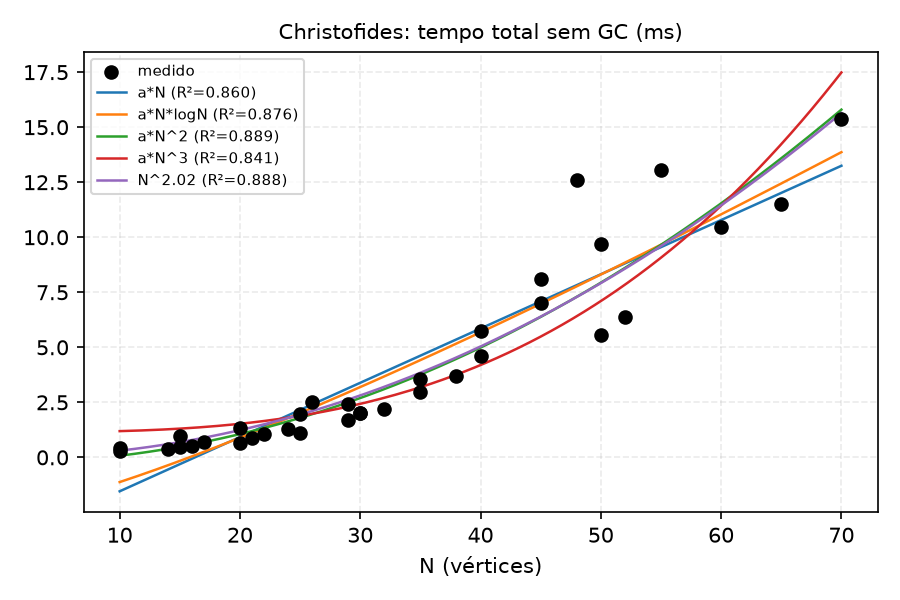 Christofides: tempo total sem GC (ms)
medido
a*N (R²=0.860)
a*N*logN (R²=0.876)
a*N^2 (R²=0.889)
a*N^3 (R²=0.841)
N^2.02 (R²=0.888)
17.5
15.0
12.5
10.0
7.5
5.0
2.5
0.0
10 20 30 40 50 60 70
N (vértices)